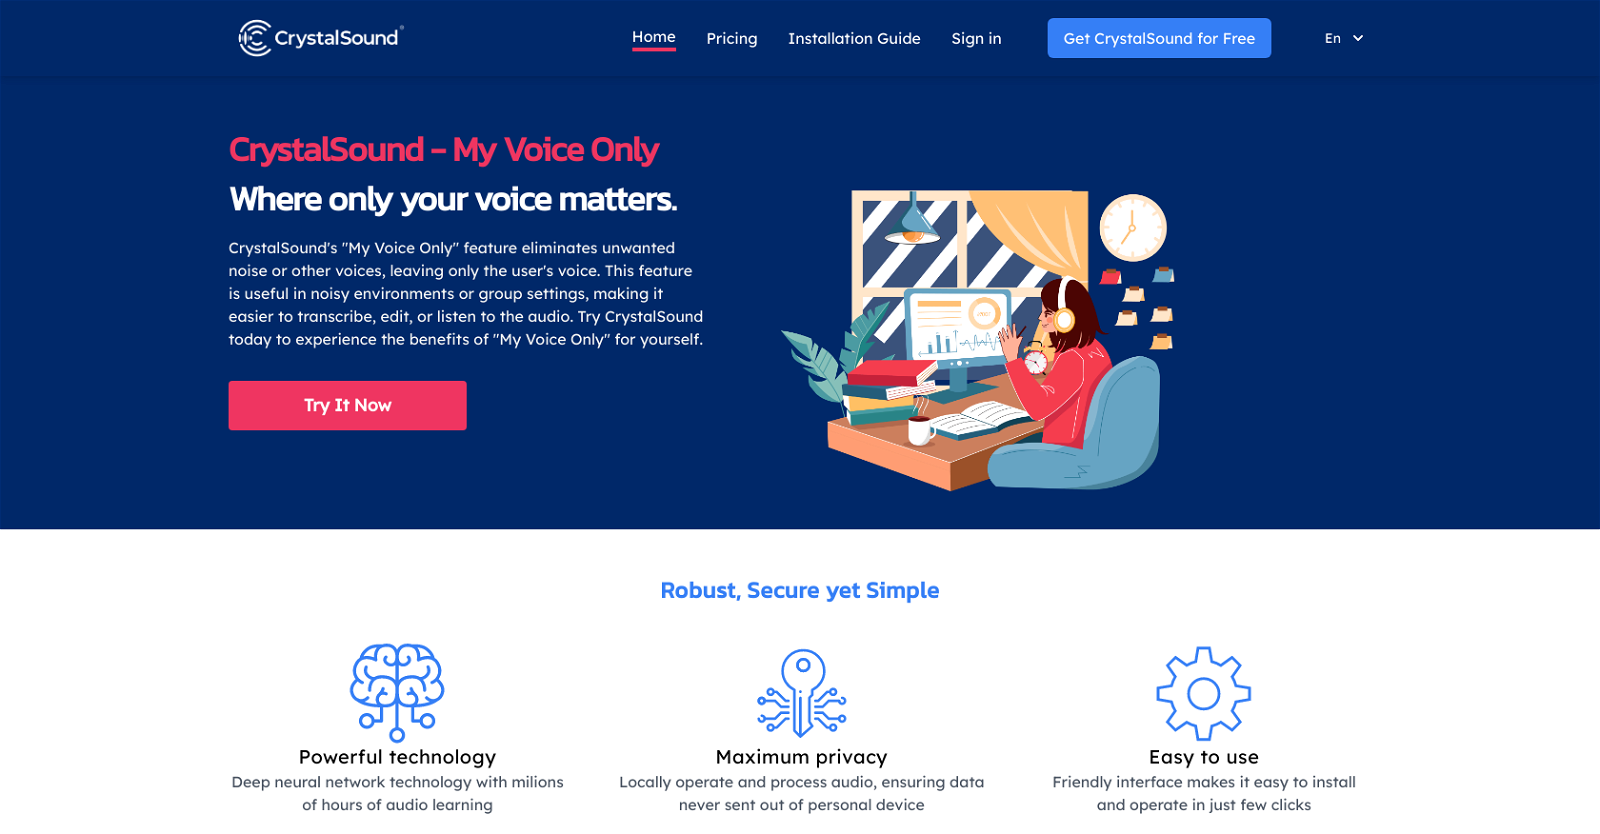 CrystalSound
Home
Pricing
Installation Guide
Sign in
Get CrystalSound for Free
En
CrystalSound - My Voice Only
Where only your voice matters.
CrystalSound's "My Voice Only" feature eliminates unwanted
noise or other voices, leaving only the user's voice. This feature
is useful in noisy environments or group settings, making it
easier to transcribe, edit, or listen to the audio. Try CrystalSound
today to experience the benefits of "My Voice Only" for yourself.
Try It Now
Robust, Secure yet Simple
Powerful technology
Deep neural network technology with milions
of hours of audio learning
Maximum privacy
Locally operate and process audio, ensuring data
never sent out of personal device
Easy to use
Friendly interface makes it easy to install
and operate in just few clicks